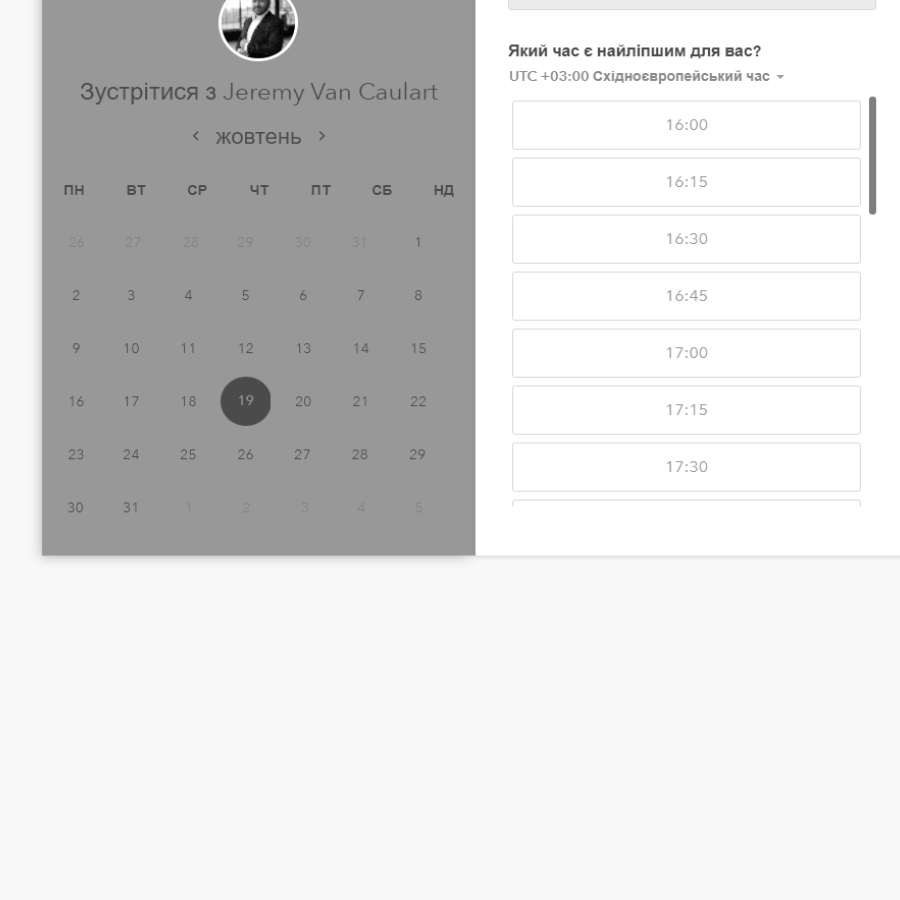 Зустрітися з Jeremy Van Caulart
жовтень
ПН ВТ СР ЧТ ПТ СБ НД
26 27 28 29 30 31 1
2 3 4 5 6 7 8
9 10 11 12 13 14 15
16 17 18 19 20 21 22
23 24 25 26 27 28 29
30 31 1 2 3 4 5
Який час є найліпшим для вас?
UTC +03:00 Східноєвропейський час
16:00
16:15
16:30
16:45
17:00
17:15
17:30